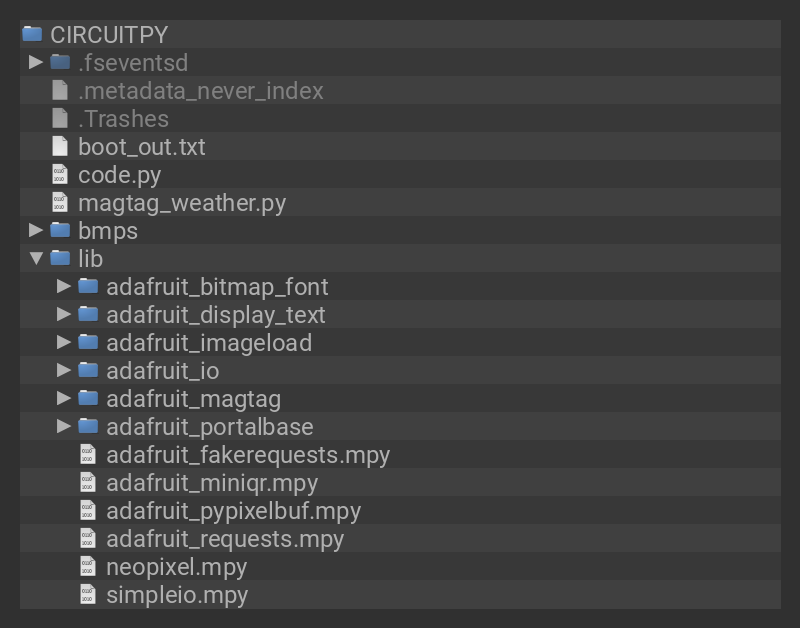 CIRCUITPY
.fseventsd
.metadata_never_index
.Trashes
boot_out.txt
code.py
magtag_weather.py
bmps
lib
adafruit_bitmap_font
adafruit_display_text
adafruit_imageload
adafruit_io
adafruit_magtag
adafruit_portalbase
adafruit_fakerequests.mpy
adafruit_miniqr.mpy
adafruit_pypixelbuf.mpy
adafruit_requests.mpy
neopixel.mpy
simpleio.mpy